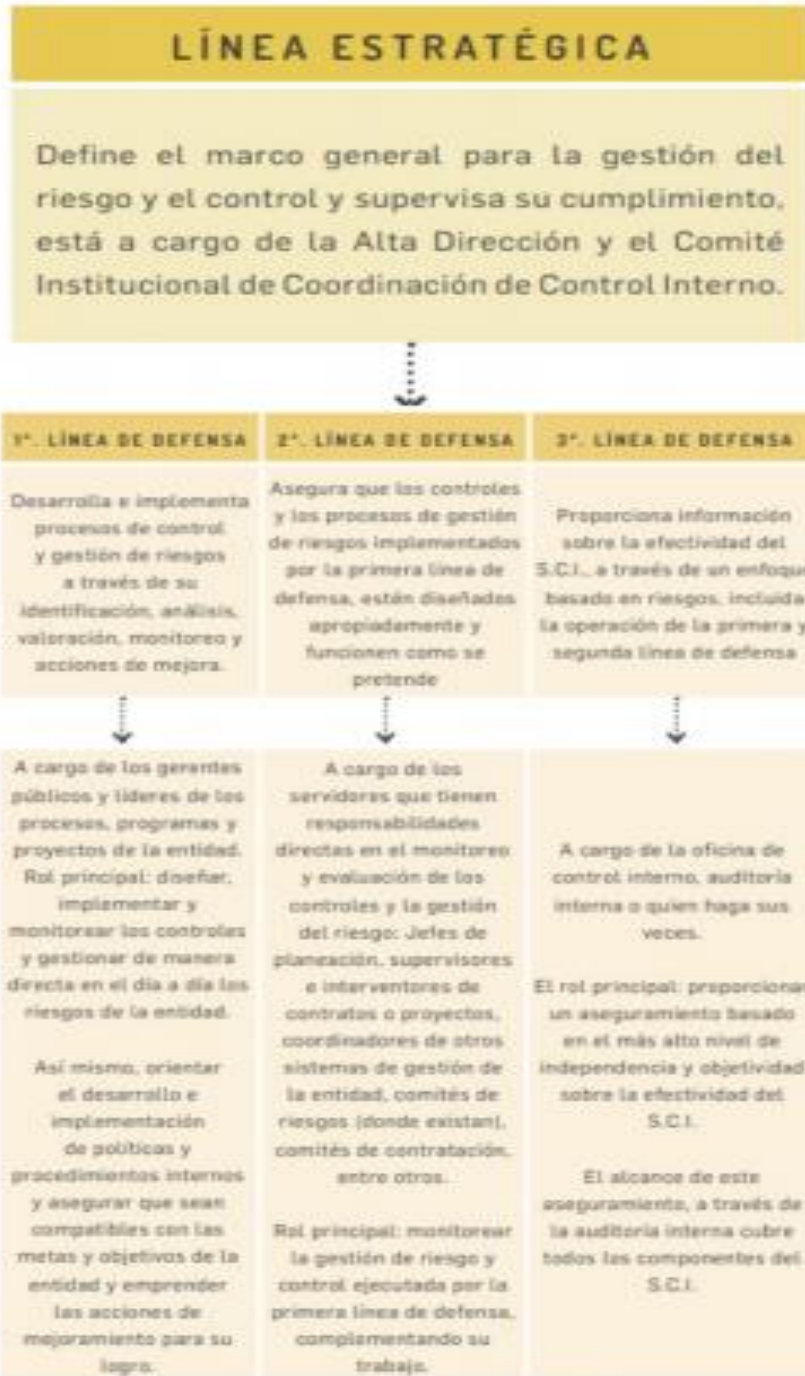 LÍNEA ESTRATÉGICA
Define el marco general para la gestión del
riesgo y el control y supervisa su cumplimiento,
está a cargo de la Alta Dirección y el Comité
Institucional de Coordinación de Control Interno.
1ª. LÍNEA DE DEFENSA
Desarrolla e implementa
procesos de control
y gestión de riesgos
a través de su
identificación, análisis,
valoración, monitoreo y
acciones de mejora.
A cargo de los gerentes
públicos y líderes de los
procesos, programas y
proyectos de la entidad.
Rol principal: diseñar,
implementar y
monitorear los controles
y gestionar de manera
directa en el día a día los
riesgos de la entidad.
Así mismo, orientar
el desarrollo e
implementación
de políticas y
procedimientos internos
y asegurar que sean
compatibles con las
metas y objetivos de la
entidad y emprender
las acciones de
mejoramiento para su
logro.
2ª. LÍNEA DE DEFENSA
Asegura que los controles
y los procesos de gestión
de riesgos implementados
por la primera línea de
defensa, estén diseñados
apropiadamente y
funcionen como se
pretende
A cargo de los
servidores que tienen
responsabilidades
directas en el monitoreo
y evaluación de los
controles y la gestión
del riesgo: Jefes de
planeación, supervisores
e interventores de
contratos o proyectos,
coordinadores de otros
sistemas de gestión de
la entidad, comités de
riesgos (donde existan),
comités de contratación,
entre otros.
Rol principal: monitorear
la gestión de riesgo y
control ejecutada por la
primera línea de defensa,
complementando su
trabajo.
3ª. LÍNEA DE DEFENSA
Proporciona información
sobre la efectividad del
S.C.I., a través de un enfoque
basado en riesgos, incluida
la operación de la primera y
segunda línea de defensa
A cargo de la oficina de
control interno, auditoría
interna o quien haga sus
veces.
El rol principal: proporcionar
un aseguramiento basado
en el más alto nivel de
independencia y objetividad
sobre la efectividad del
S.C.I.
El alcance de este
aseguramiento, a través de
la auditoría interna cubre
todos los componentes del
S.C.I.